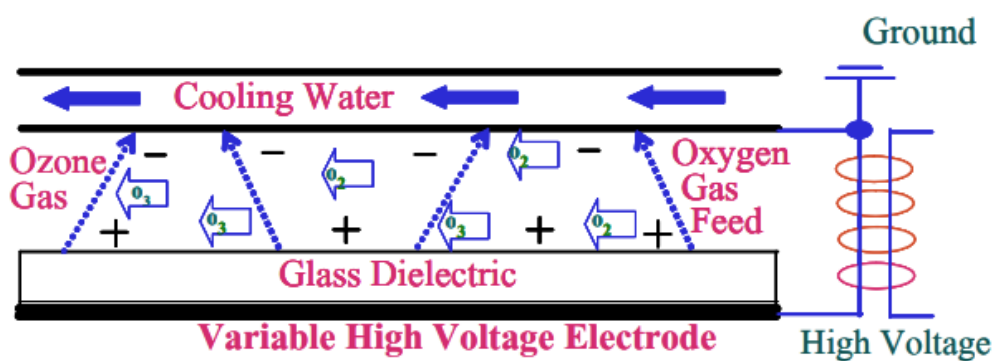 Ground
Cooling Water
Ozone
Gas
− − − −
O₂
O₂
Oxygen
Gas
Feed
O₃
O₃
O₃
O₂
+ + + +
Glass Dielectric
Variable High Voltage Electrode
High Voltage